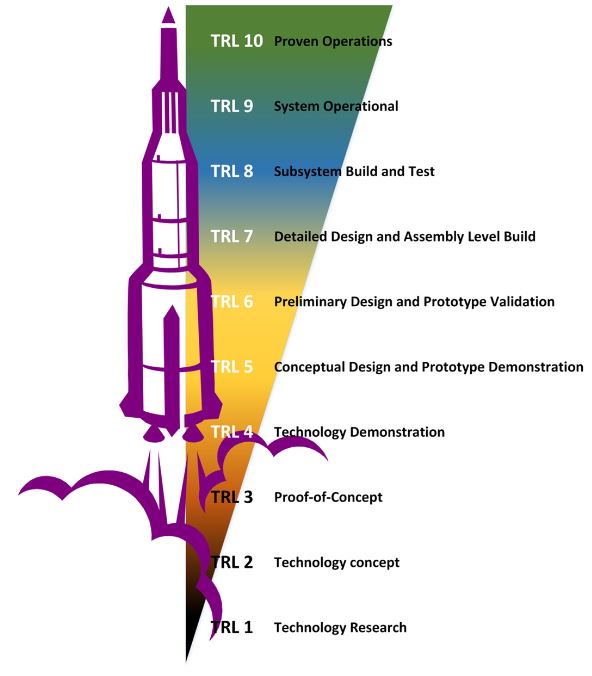 TRL 10 Proven Operations
TRL 9 System Operational
TRL 8 Subsystem Build and Test
TRL 7 Detailed Design and Assembly Level Build
TRL 6 Preliminary Design and Prototype Validation
TRL 5 Conceptual Design and Prototype Demonstration
TRL 4 Technology Demonstration
TRL 3 Proof-of-Concept
TRL 2 Technology concept
TRL 1 Technology Research